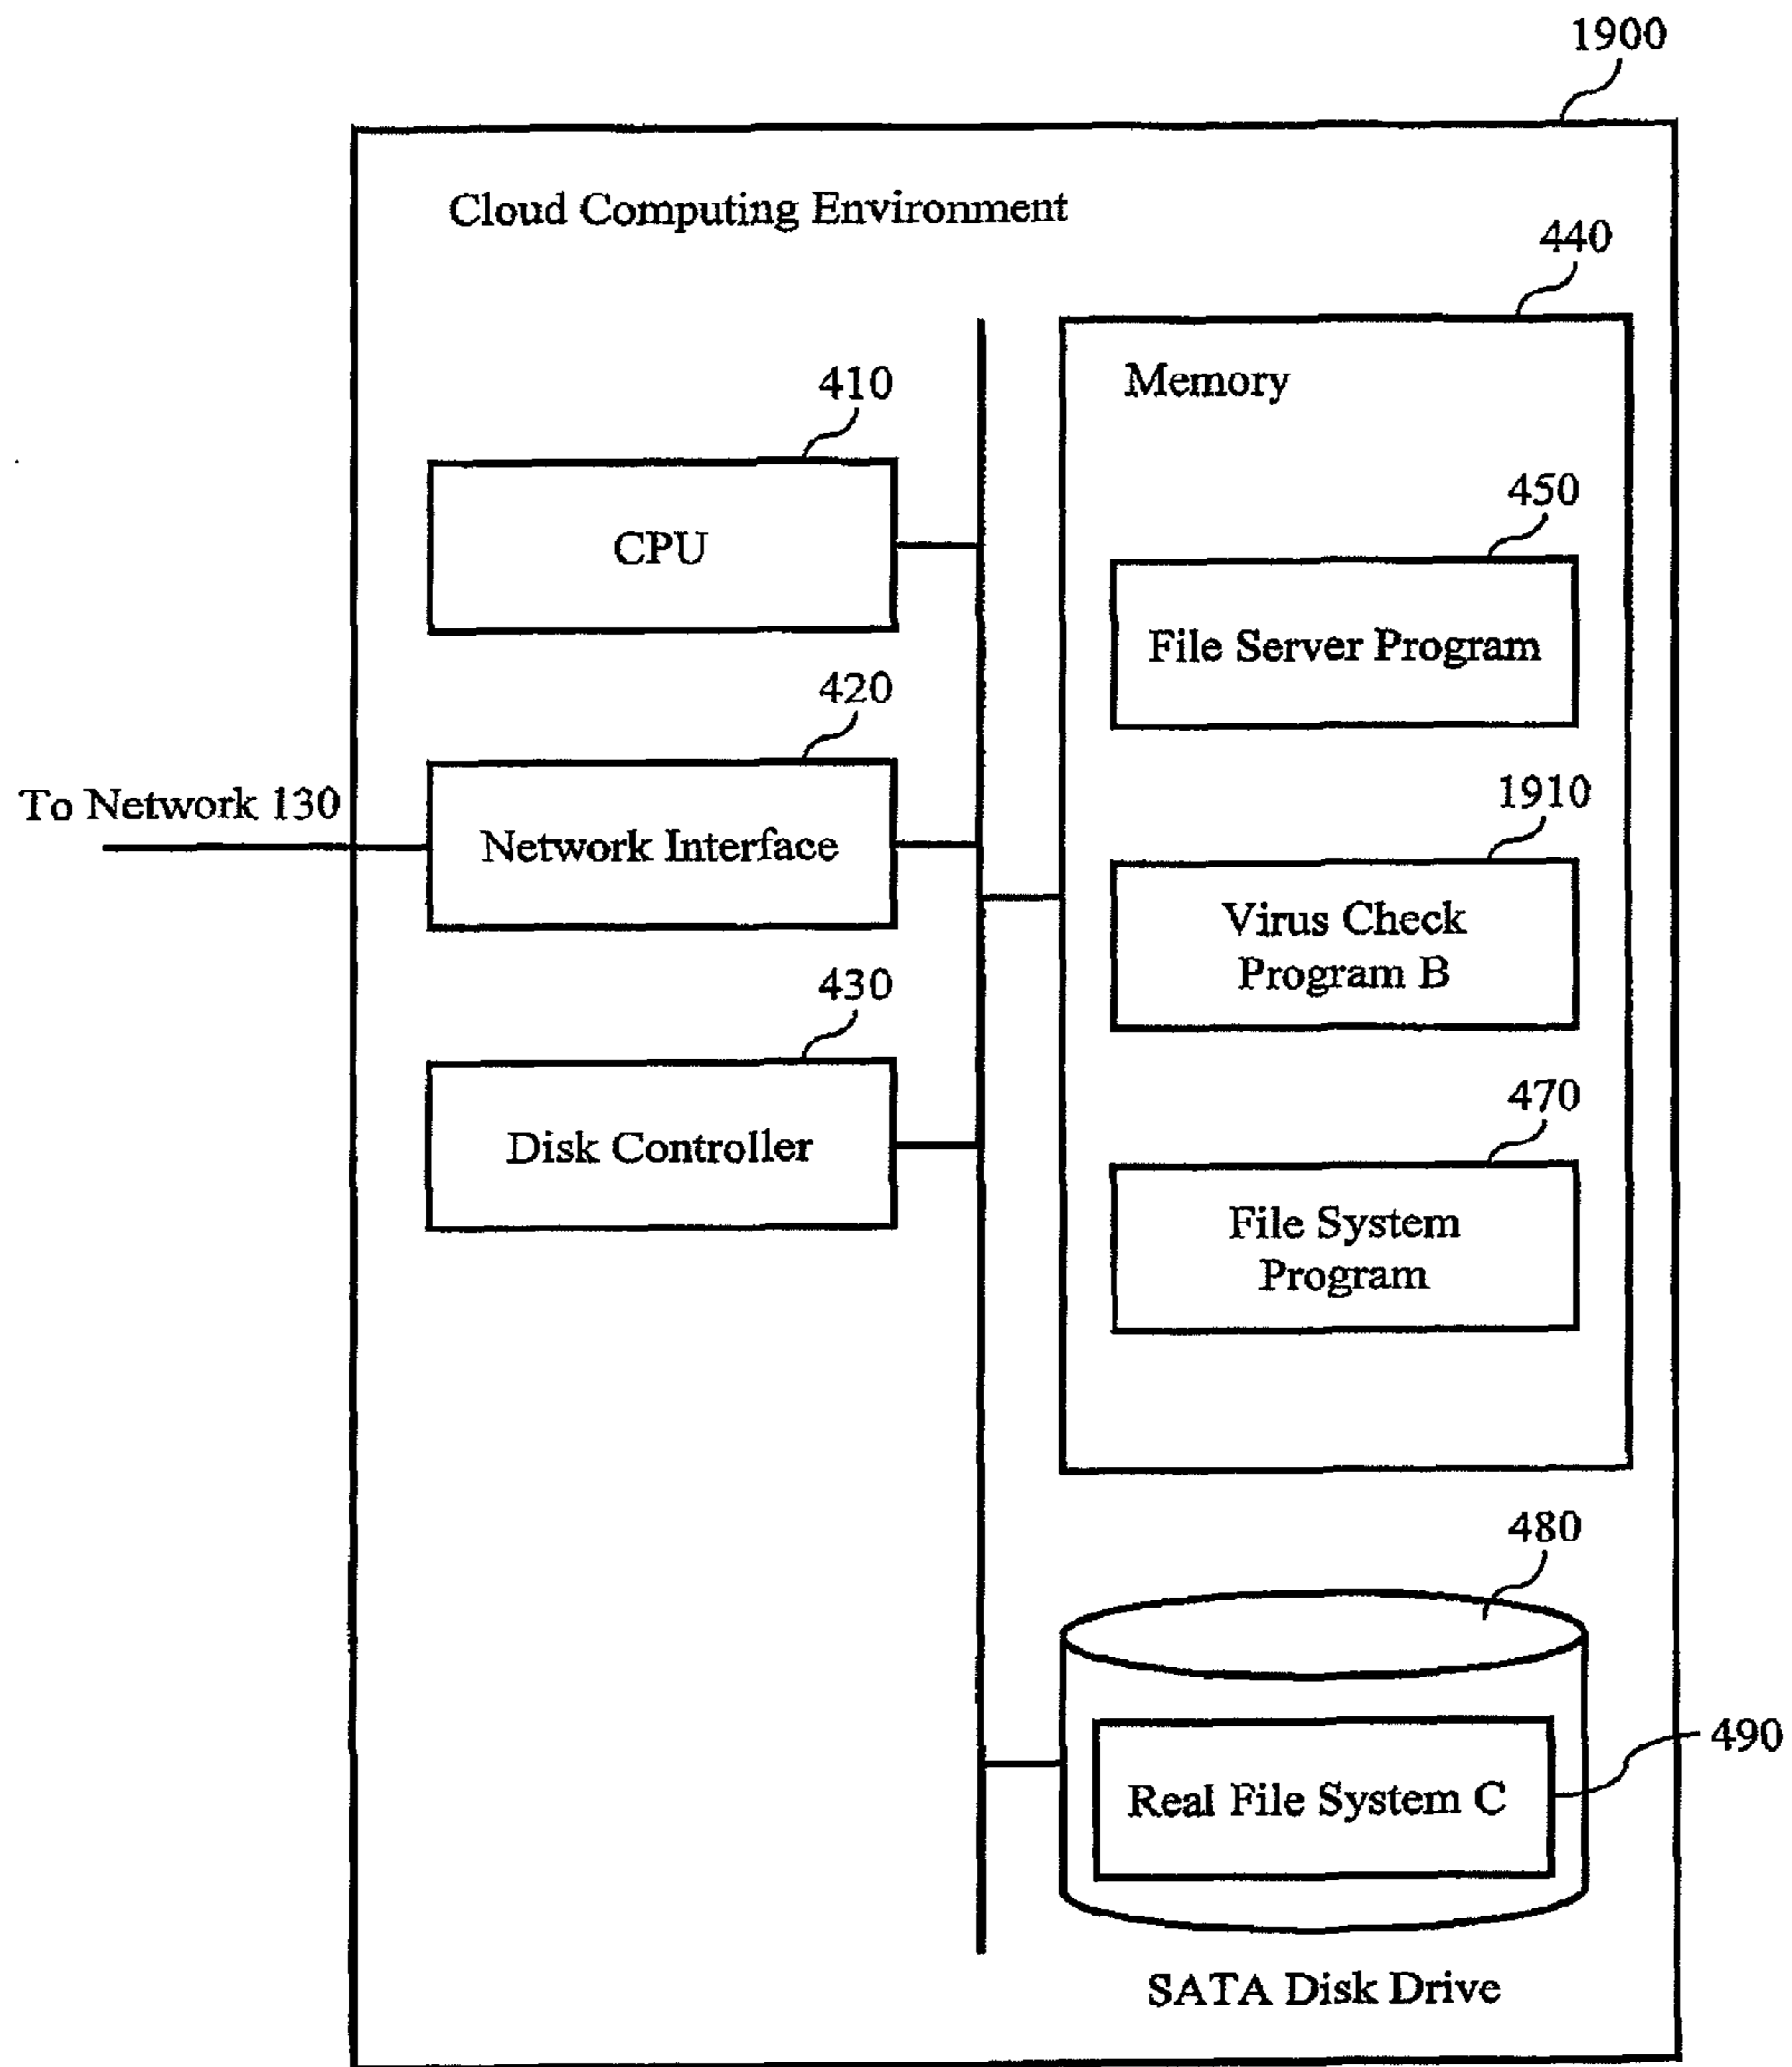 1900
Cloud Computing Environment
440
Memory
410
CPU
450
File Server Program
420
To Network 130
Network Interface
1910
Virus Check
Program B
430
Disk Controller
470
File System
Program
480
490
Real File System C
SATA Disk Drive